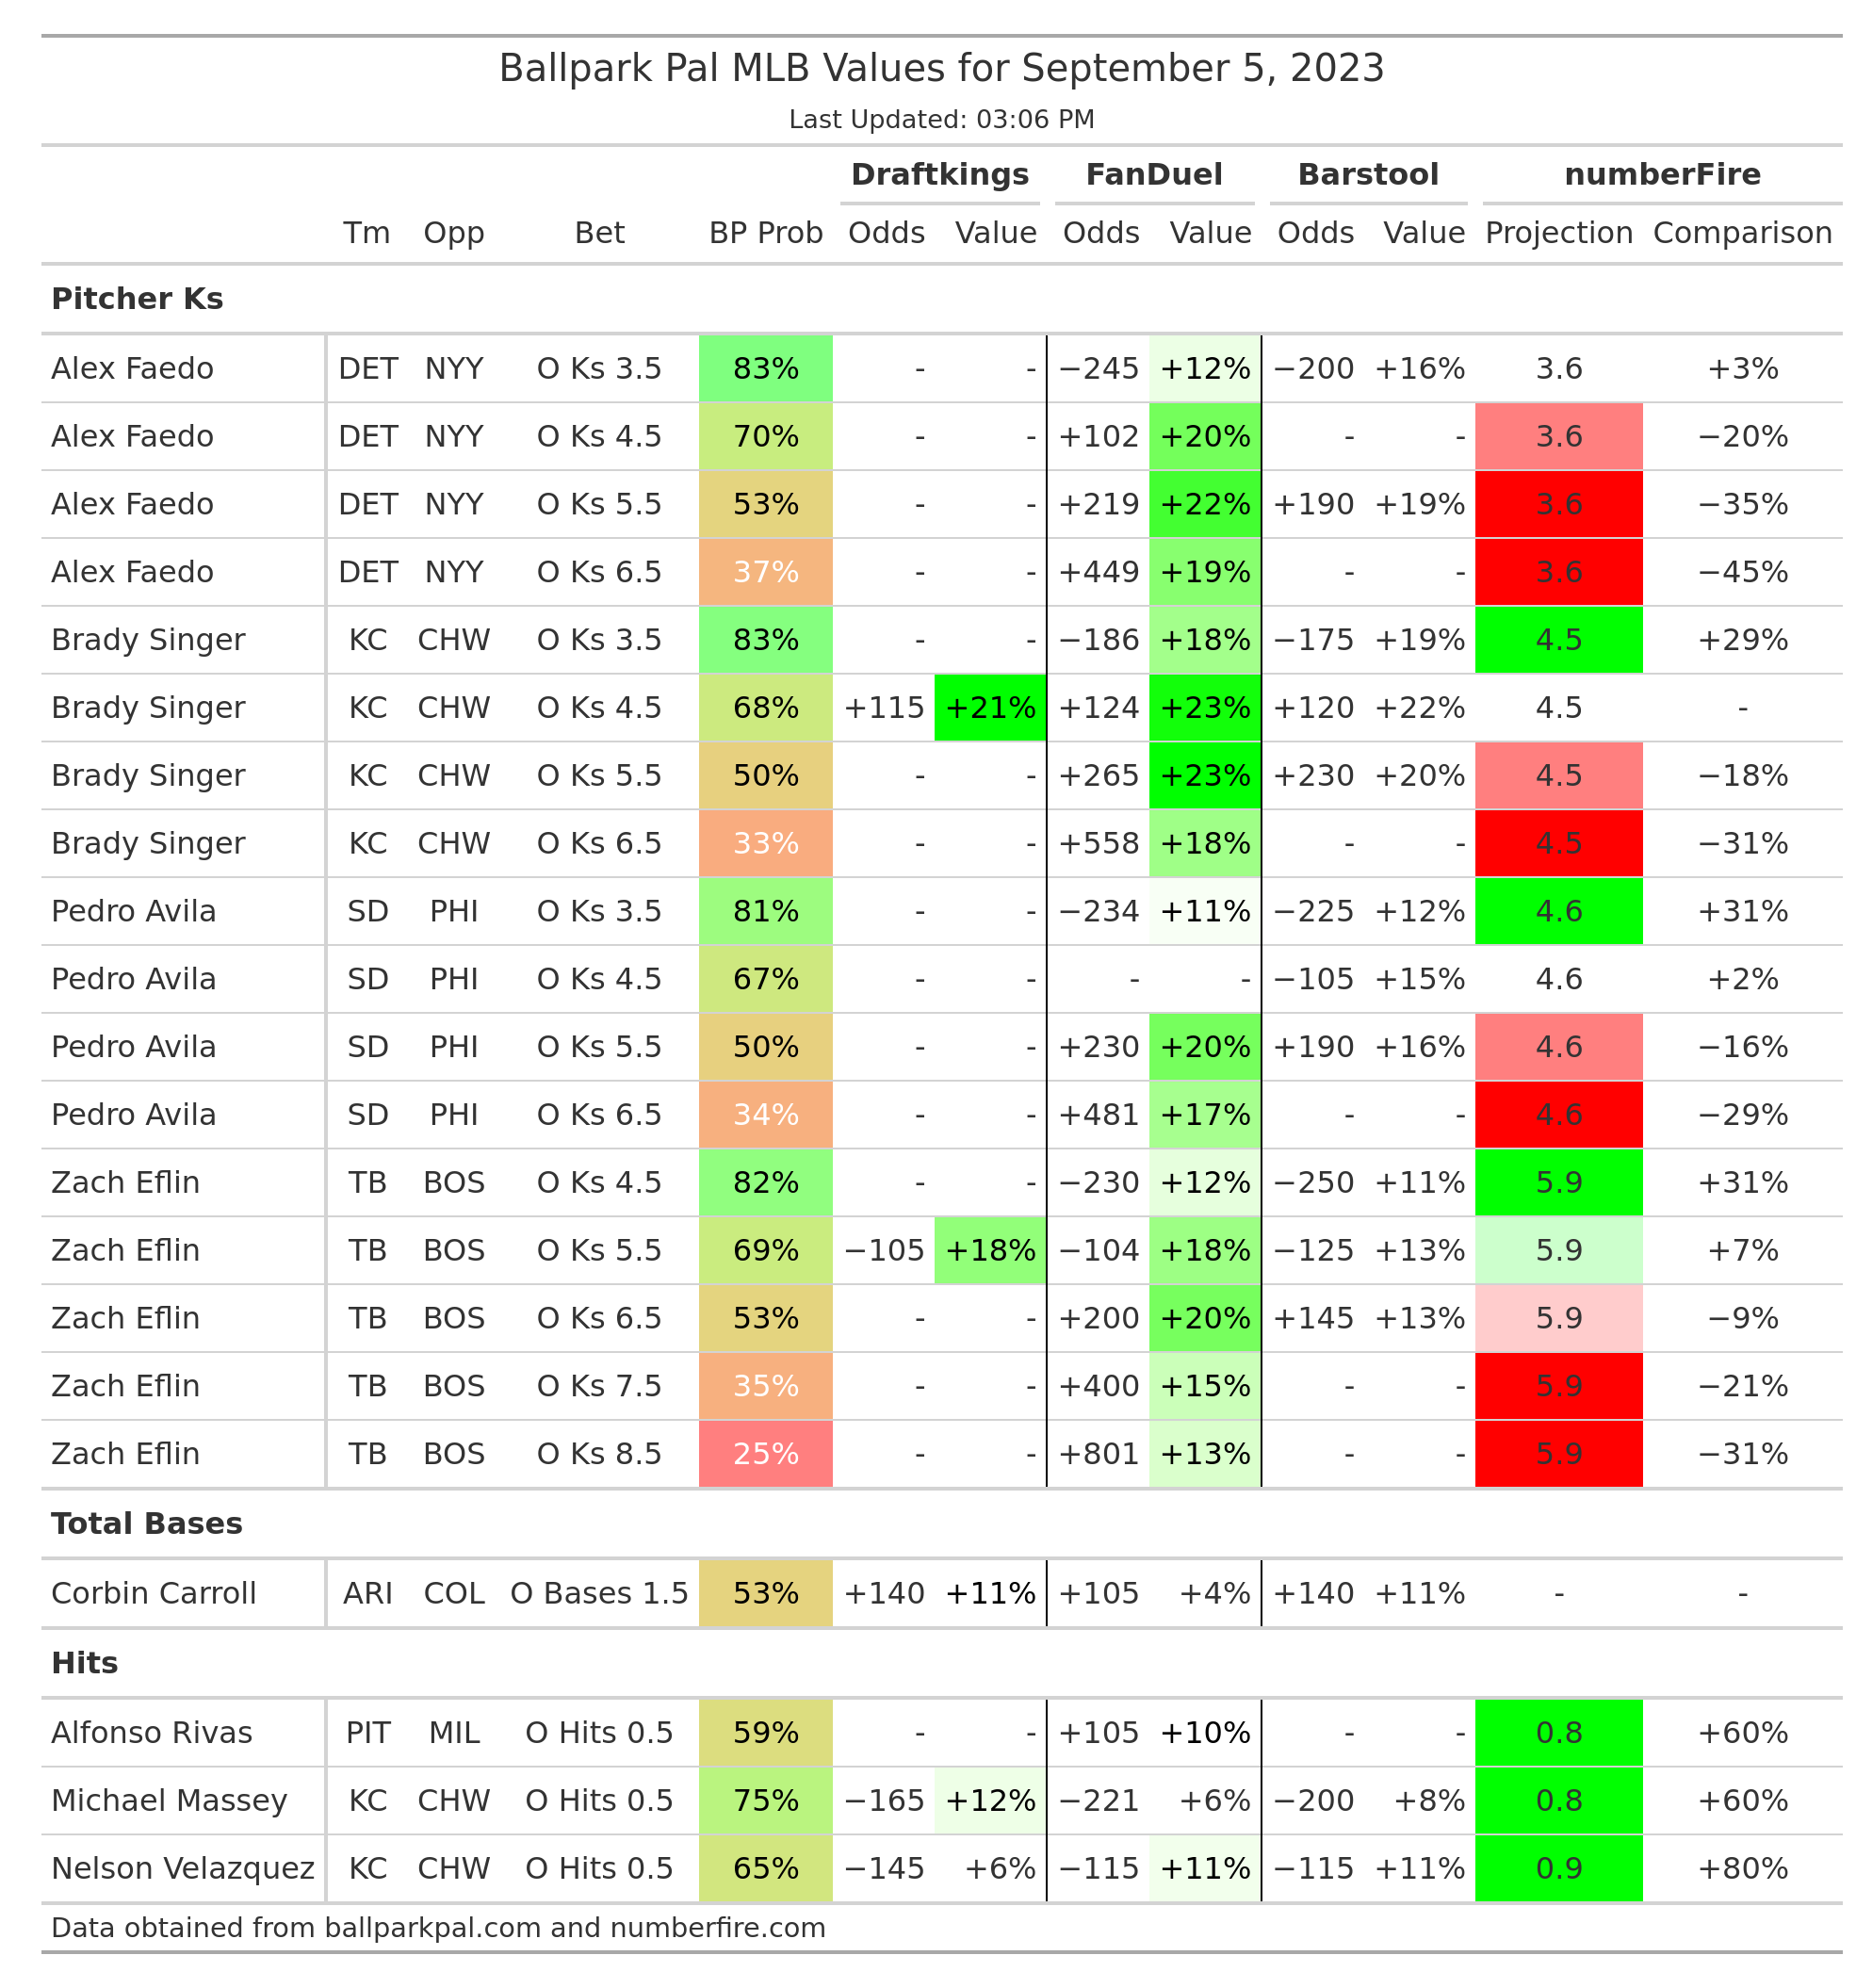 Ballpark Pal MLB Values for September 5, 2023
Last Updated: 03:06 PM
Draftkings FanDuel Barstool numberFire
Tm Opp Bet BP Prob Odds Value Odds Value Odds Value Projection Comparison
Pitcher Ks
Alex Faedo DET NYY O Ks 3.5 83% - - −245 +12% −200 +16% 3.6 +3%
Alex Faedo DET NYY O Ks 4.5 70% - - +102 +20% - - 3.6 −20%
Alex Faedo DET NYY O Ks 5.5 53% - - +219 +22% +190 +19% 3.6 −35%
Alex Faedo DET NYY O Ks 6.5 37% - - +449 +19% - - 3.6 −45%
Brady Singer KC CHW O Ks 3.5 83% - - −186 +18% −175 +19% 4.5 +29%
Brady Singer KC CHW O Ks 4.5 68% +115 +21% +124 +23% +120 +22% 4.5 -
Brady Singer KC CHW O Ks 5.5 50% - - +265 +23% +230 +20% 4.5 −18%
Brady Singer KC CHW O Ks 6.5 33% - - +558 +18% - - 4.5 −31%
Pedro Avila SD PHI O Ks 3.5 81% - - −234 +11% −225 +12% 4.6 +31%
Pedro Avila SD PHI O Ks 4.5 67% - - - - −105 +15% 4.6 +2%
Pedro Avila SD PHI O Ks 5.5 50% - - +230 +20% +190 +16% 4.6 −16%
Pedro Avila SD PHI O Ks 6.5 34% - - +481 +17% - - 4.6 −29%
Zach Eflin TB BOS O Ks 4.5 82% - - −230 +12% −250 +11% 5.9 +31%
Zach Eflin TB BOS O Ks 5.5 69% −105 +18% −104 +18% −125 +13% 5.9 +7%
Zach Eflin TB BOS O Ks 6.5 53% - - +200 +20% +145 +13% 5.9 −9%
Zach Eflin TB BOS O Ks 7.5 35% - - +400 +15% - - 5.9 −21%
Zach Eflin TB BOS O Ks 8.5 25% - - +801 +13% - - 5.9 −31%
Total Bases
Corbin Carroll ARI COL O Bases 1.5 53% +140 +11% +105 +4% +140 +11% - -
Hits
Alfonso Rivas PIT MIL O Hits 0.5 59% - - +105 +10% - - 0.8 +60%
Michael Massey KC CHW O Hits 0.5 75% −165 +12% −221 +6% −200 +8% 0.8 +60%
Nelson Velazquez KC CHW O Hits 0.5 65% −145 +6% −115 +11% −115 +11% 0.9 +80%
Data obtained from ballparkpal.com and numberfire.com